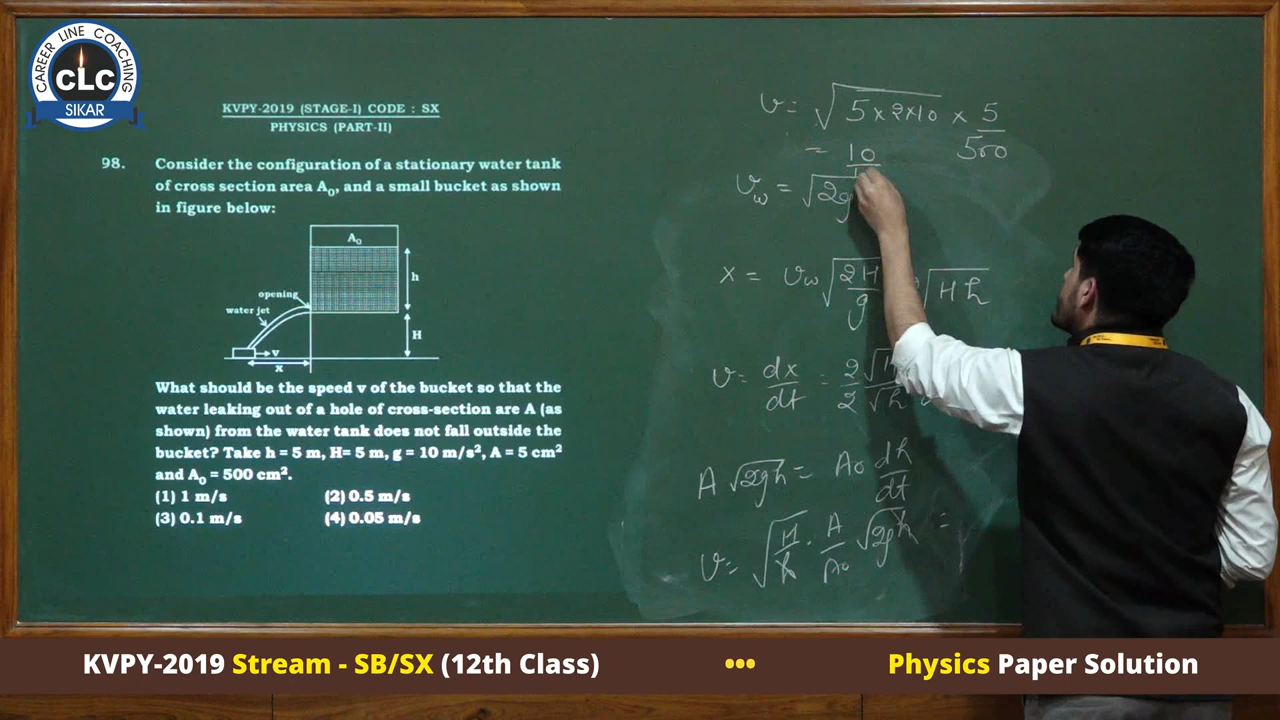 CAREER LINE COACHING
CLC
SIKAR
KVPY-2019 (STAGE-I) CODE : SX
PHYSICS (PART-II)
98. Consider the configuration of a stationary water tank
of cross section area A₀, and a small bucket as shown
in figure below:
A₀
h
opening
water jet
H
v
x
What should be the speed v of the bucket so that the
water leaking out of a hole of cross-section are A (as
shown) from the water tank does not fall outside the
bucket? Take h = 5 m, H= 5 m, g = 10 m/s², A = 5 cm²
and A₀ = 500 cm².
(1) 1 m/s (2) 0.5 m/s
(3) 0.1 m/s (4) 0.05 m/s
v = √5×2×10 × 5/500
= 10
v_w = √2g
x = v_w √2H/g √Hh
v = dx/dt = 2/2 √h
A √2gh = A₀ dh/dt
v = √H/h · A/A₀ √2gh =
KVPY-2019 Stream - SB/SX (12th Class) ••• Physics Paper Solution